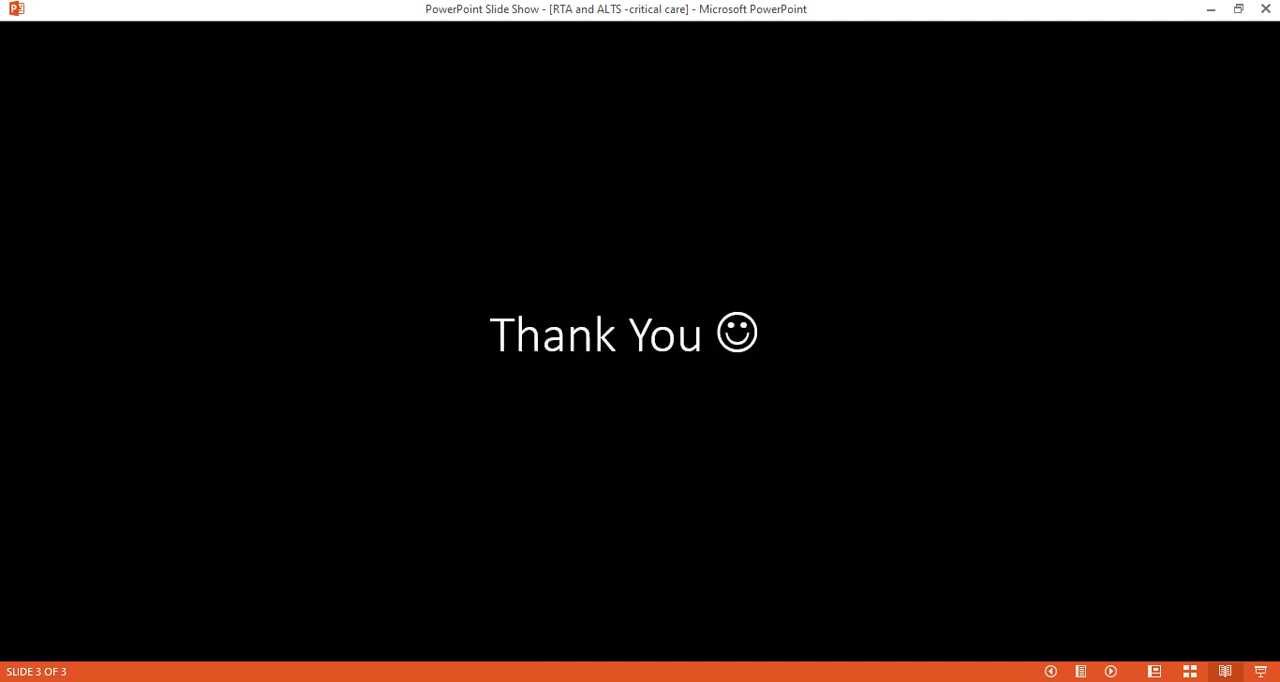 PowerPoint Slide Show - [RTA and ALTS -critical care] - Microsoft PowerPoint
Thank You ☺
SLIDE 3 OF 3